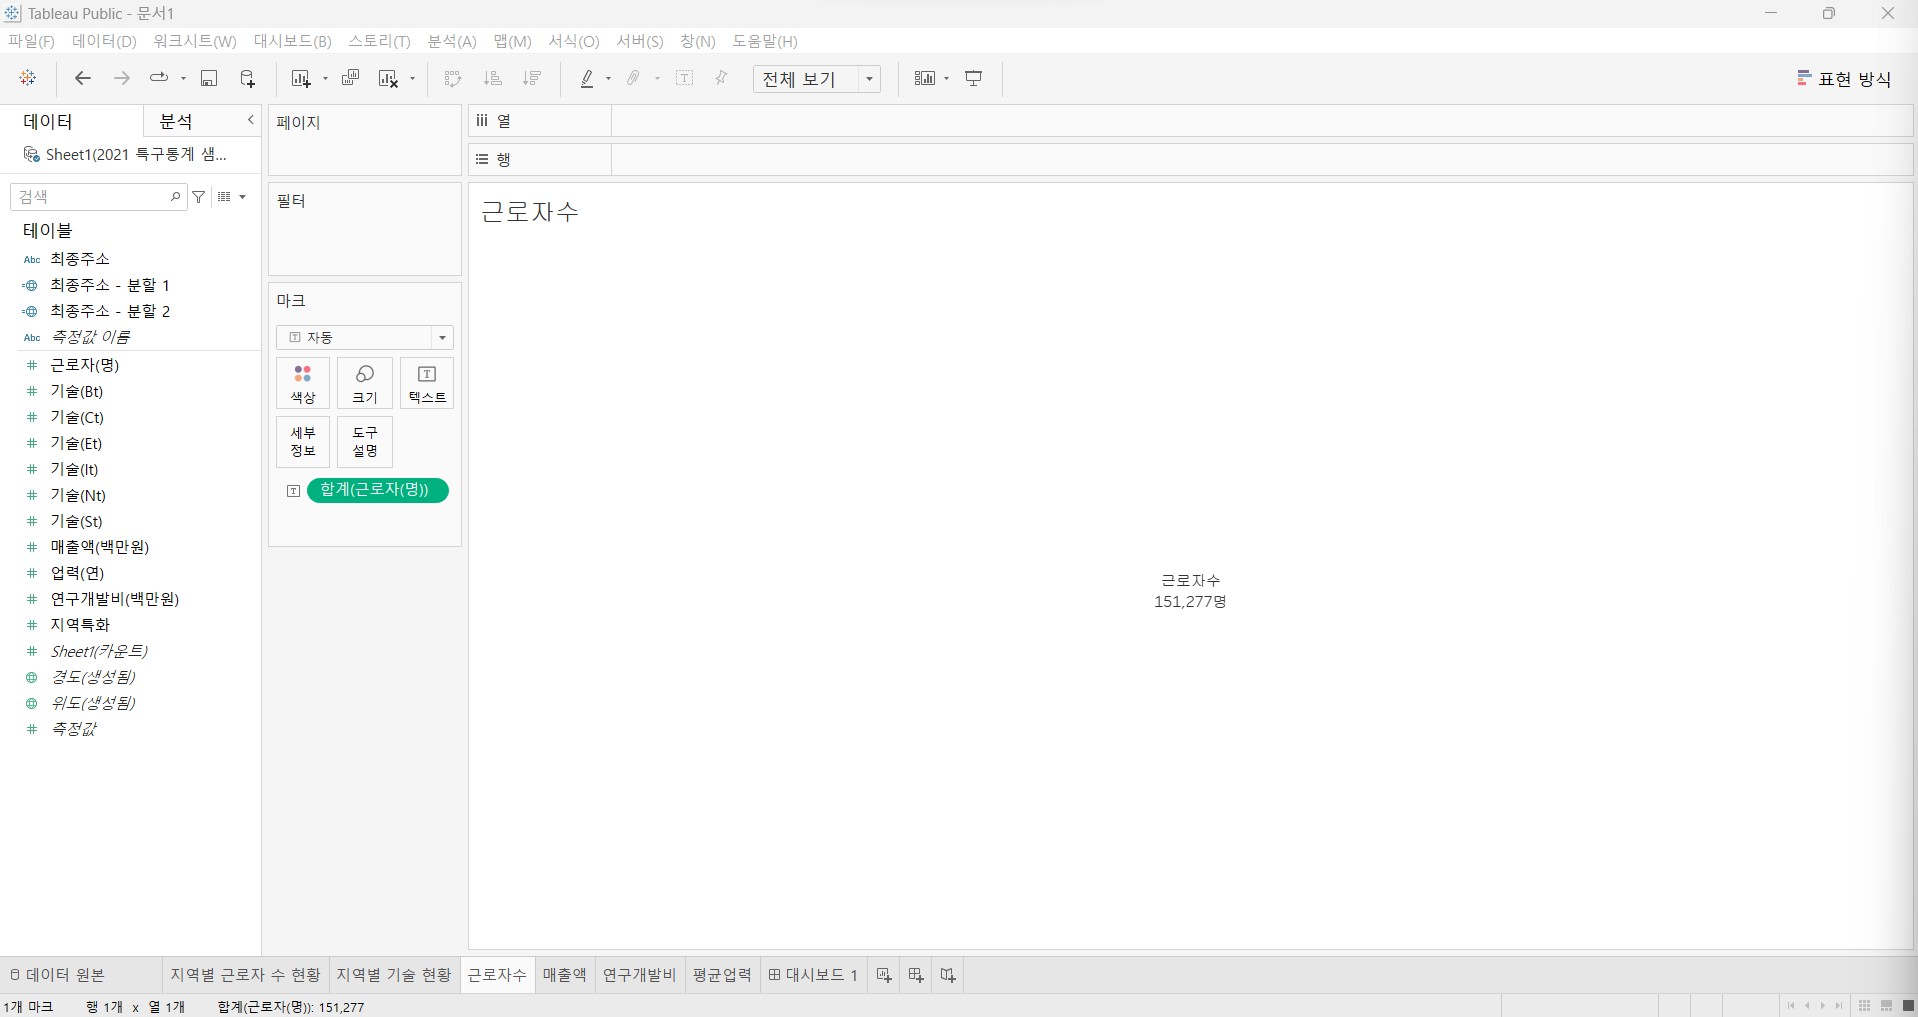 Tableau Public - 문서1
파일(F) 데이터(D) 워크시트(W) 대시보드(B) 스토리(T) 분석(A) 맵(M) 서식(O) 서버(S) 창(N) 도움말(H)
전체 보기
표현 방식
데이터
분석
Sheet1(2021 특구통계 샘...
검색
테이블
Abc 최종주소
최종주소 - 분할 1
최종주소 - 분할 2
Abc 측정값 이름
근로자(명)
기술(Bt)
기술(Ct)
기술(Et)
기술(It)
기술(Nt)
기술(St)
매출액(백만원)
업력(연)
연구개발비(백만원)
지역특화
Sheet1(카운트)
경도(생성됨)
위도(생성됨)
측정값
페이지
필터
마크
자동
색상
크기
텍스트
세부
정보
도구
설명
합계(근로자(명))
열
행
근로자수
근로자수
151,277명
데이터 원본 지역별 근로자 수 현황 지역별 기술 현황 근로자수 매출액 연구개발비 평균업력 대시보드 1
1개 마크 행 1개 x 열 1개 합계(근로자(명)): 151,277